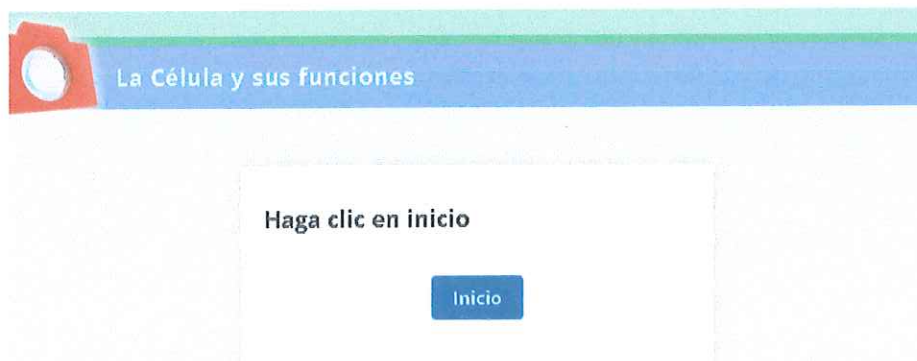 La Célula y sus funciones
Haga clic en inicio
Inicio